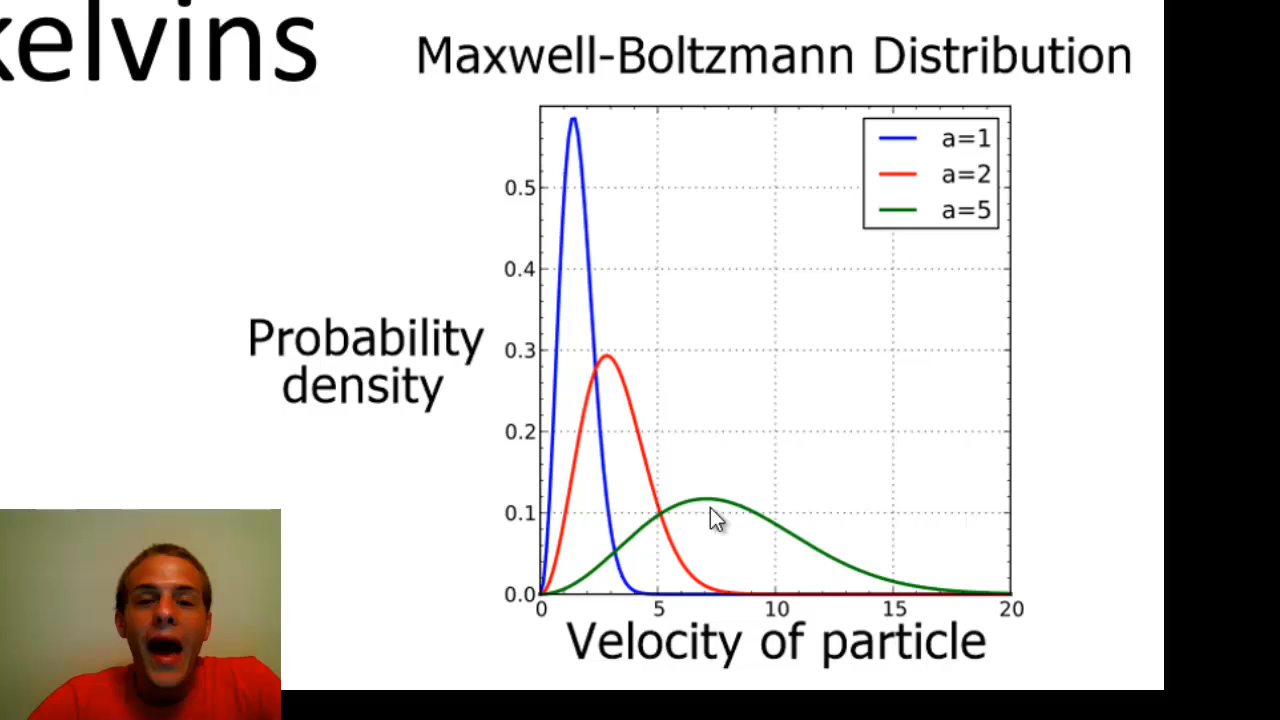 kelvins
Maxwell-Boltzmann Distribution
a=1
a=2
a=5
0.5
0.4
0.3
0.2
0.1
0.0
Probability
density
0 5 10 15 20
Velocity of particle